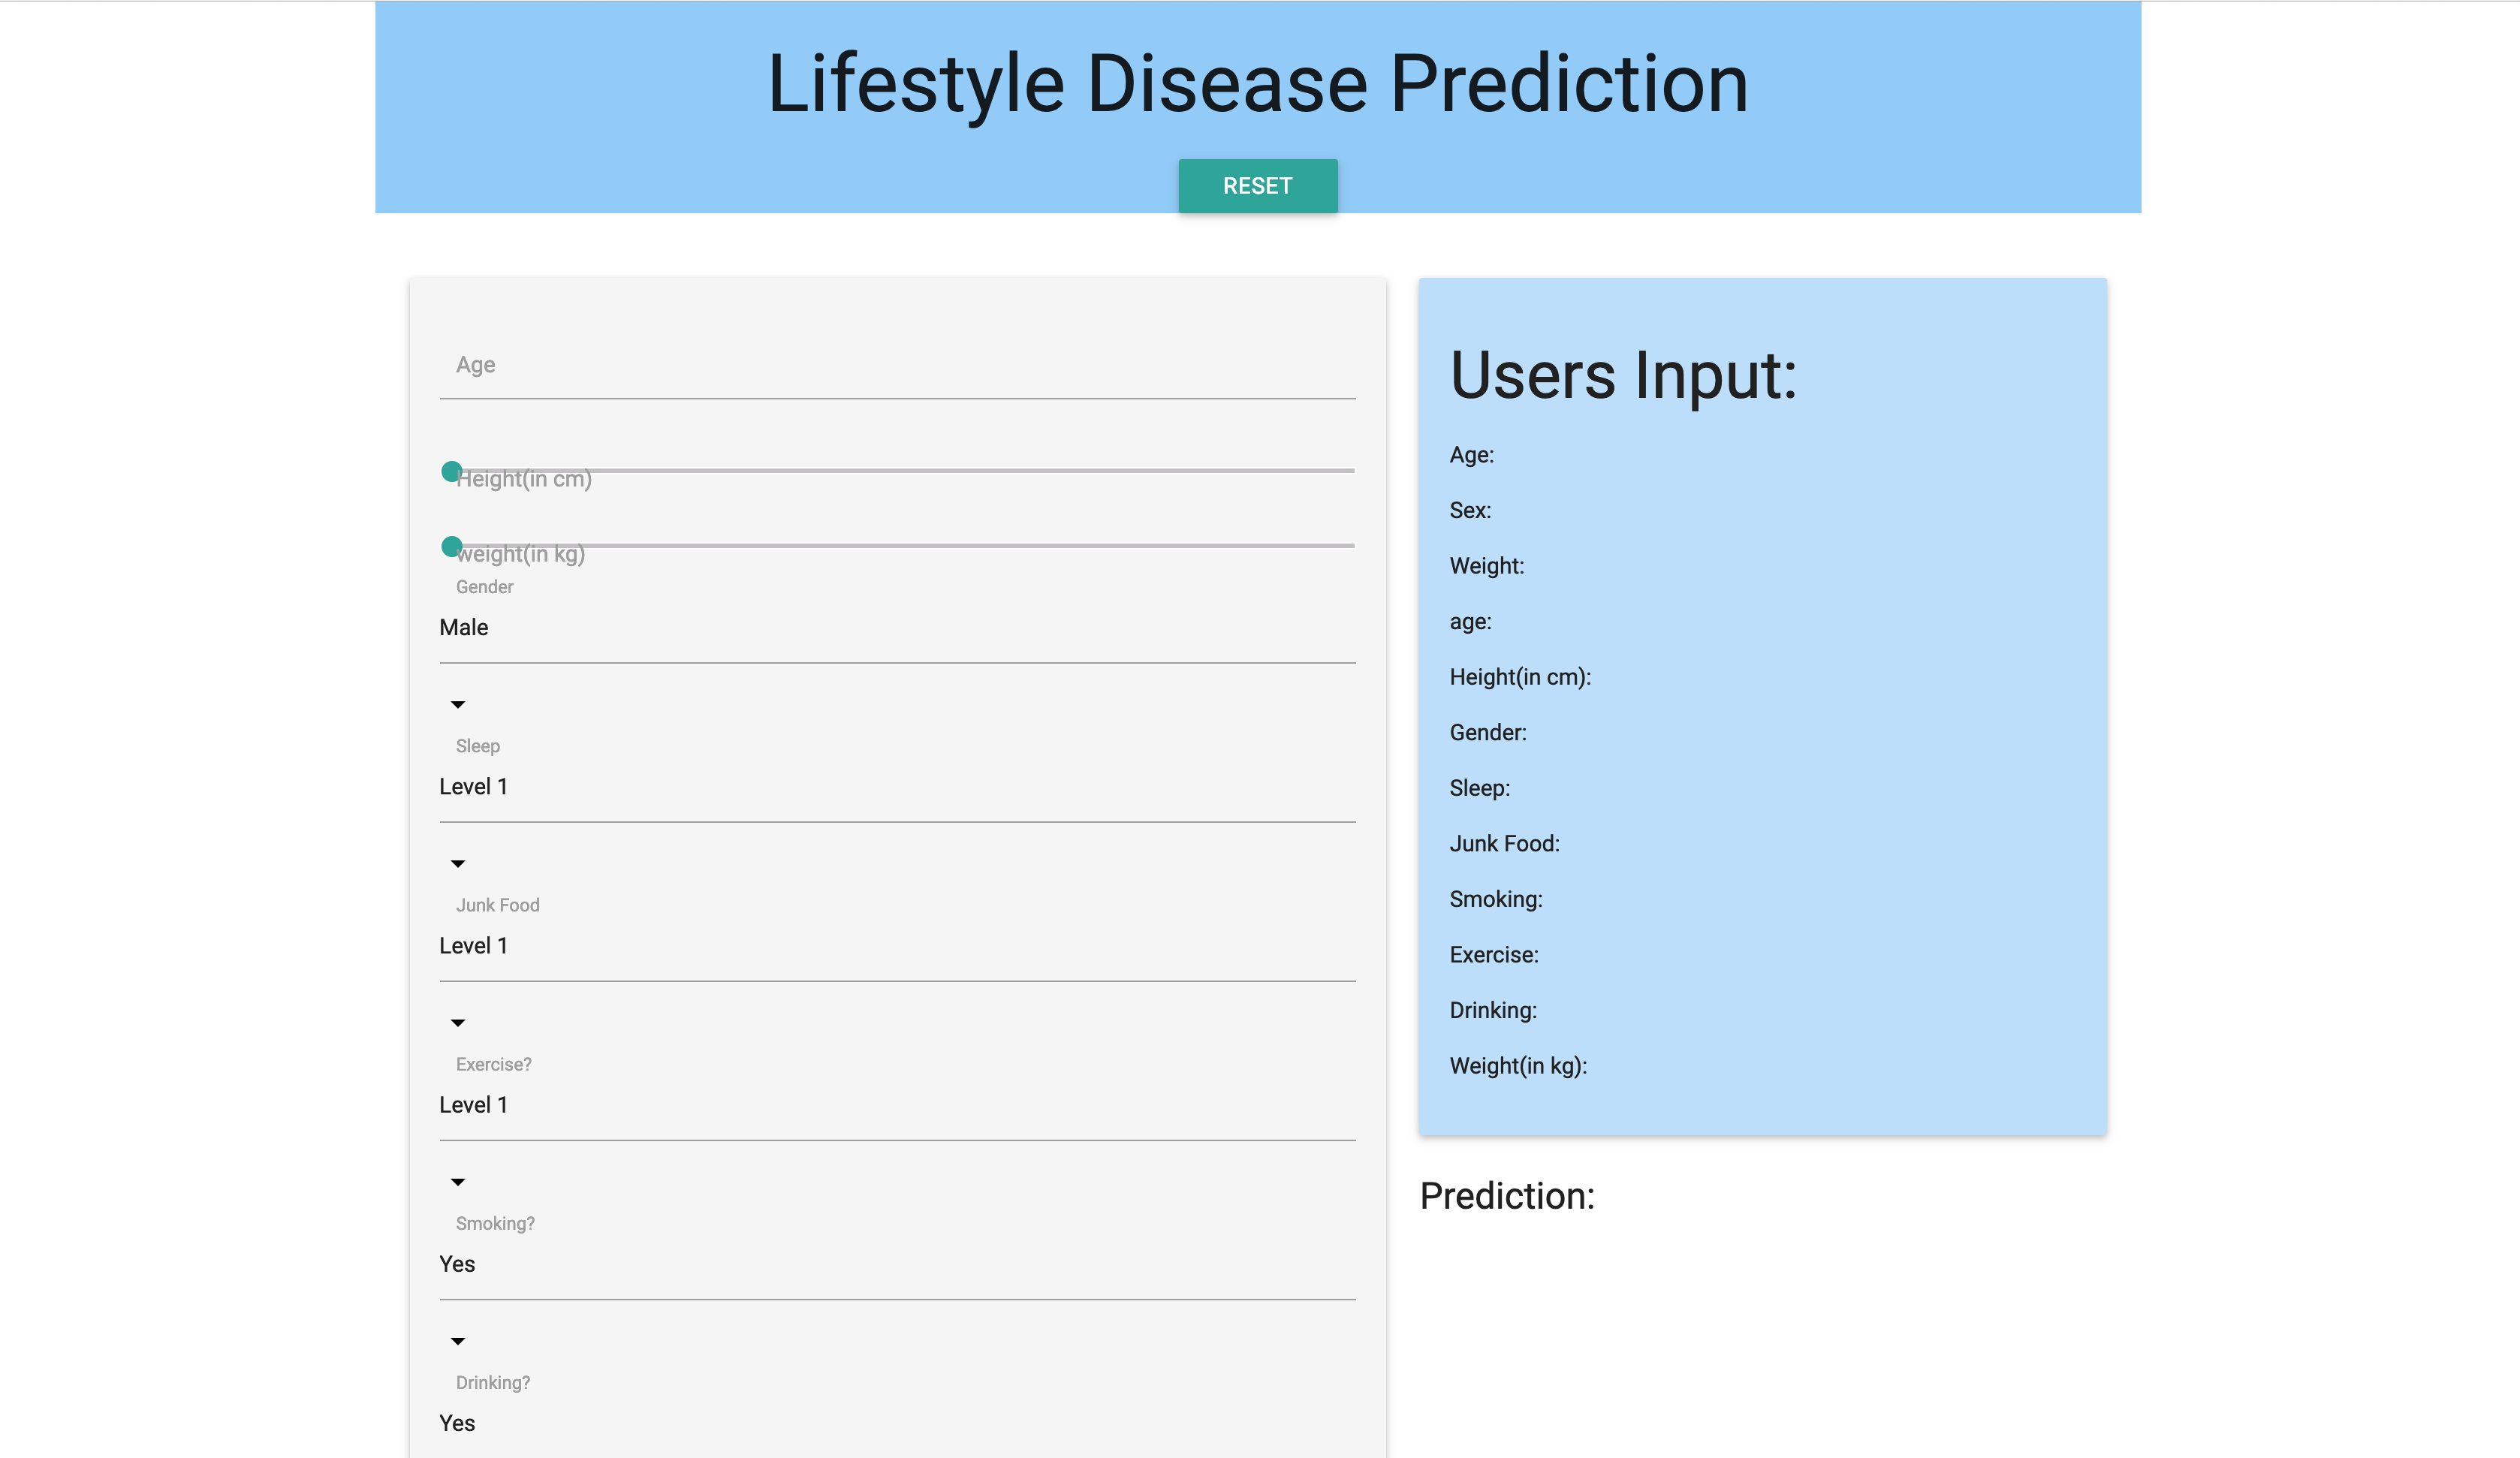 Lifestyle Disease Prediction
RESET
Age
Height(in cm)
weight(in kg)
Gender
Male
Sleep
Level 1
Junk Food
Level 1
Exercise?
Level 1
Smoking?
Yes
Drinking?
Yes
Users Input:
Age:
Sex:
Weight:
age:
Height(in cm):
Gender:
Sleep:
Junk Food:
Smoking:
Exercise:
Drinking:
Weight(in kg):
Prediction: